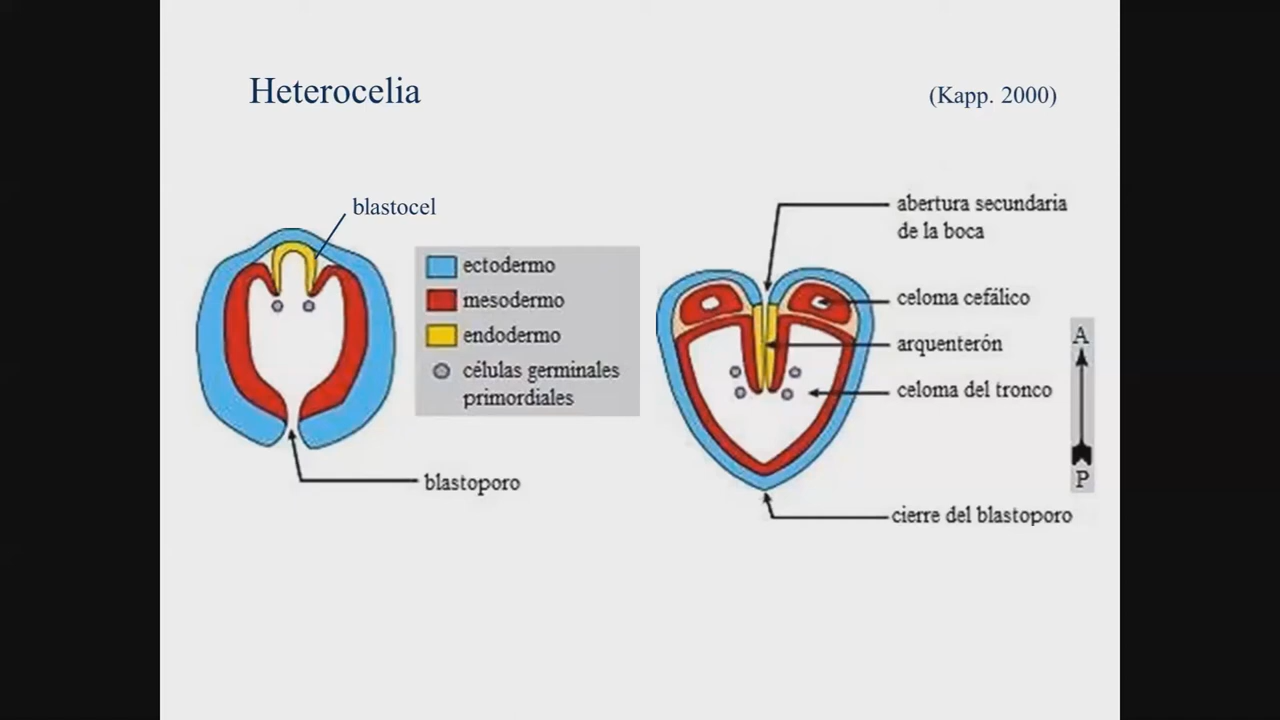 Heterocelia
(Kapp. 2000)
blastocel
ectodermo
mesodermo
endodermo
células germinales
primordiales
blastoporo
abertura secundaria
de la boca
celoma cefálico
arquenterón
celoma del tronco
cierre del blastoporo
A
P